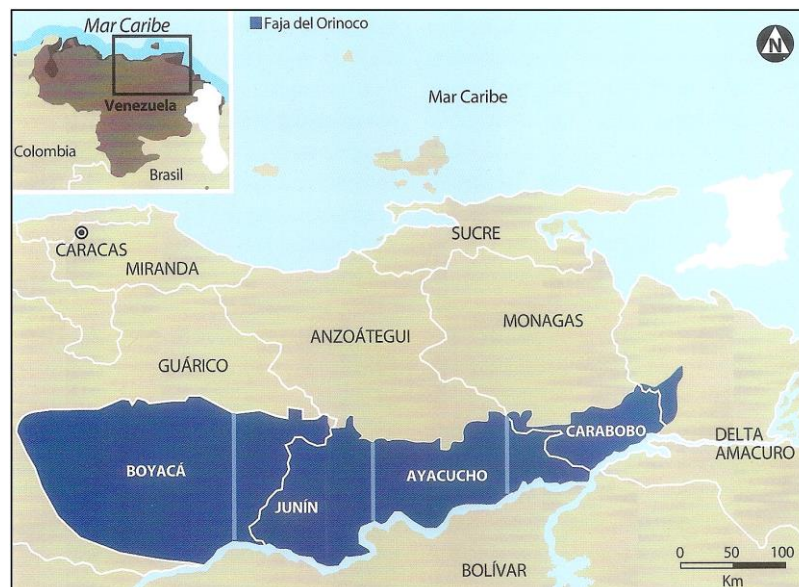 Mar Caribe
Venezuela
Colombia
Brasil
Faja del Orinoco
N
Mar Caribe
CARACAS
MIRANDA
SUCRE
GUÁRICO
ANZOÁTEGUI
MONAGAS
BOYACÁ
JUNÍN
AYACUCHO
CARABOBO
DELTA
AMACURO
BOLÍVAR
0 50 100
Km